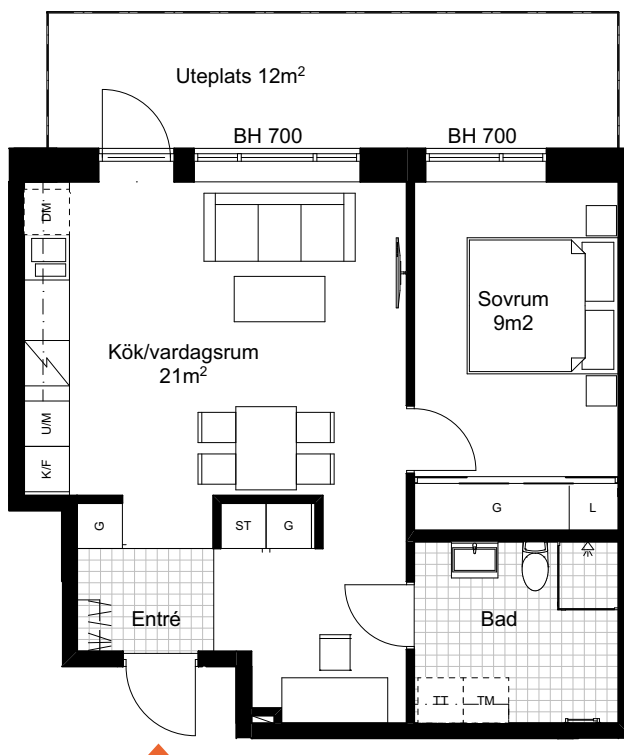 Uteplats 12m²
BH 700
BH 700
DM
Sovrum
9m2
Kök/vardagsrum
21m²
U/M
K/F
G
L
G
ST
G
Entré
Bad
TT
TM